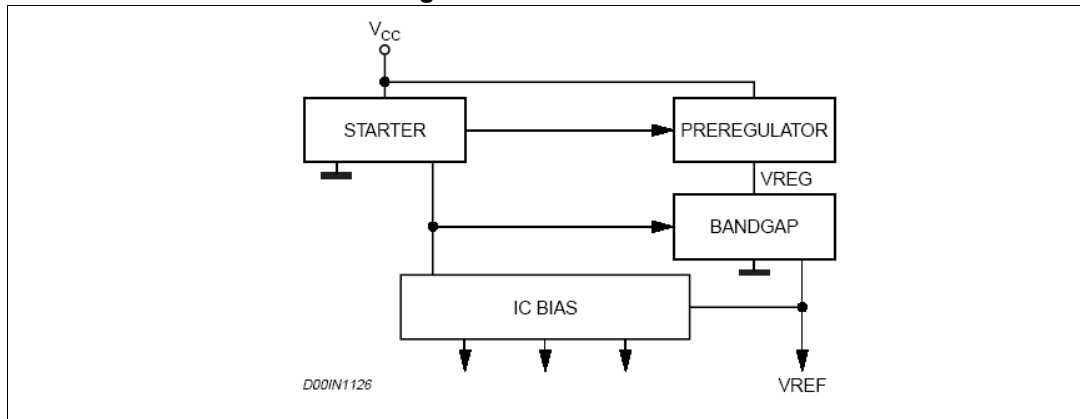 VCC
STARTER
PREREGULATOR
VREG
BANDGAP
IC BIAS
D00IN1126
VREF